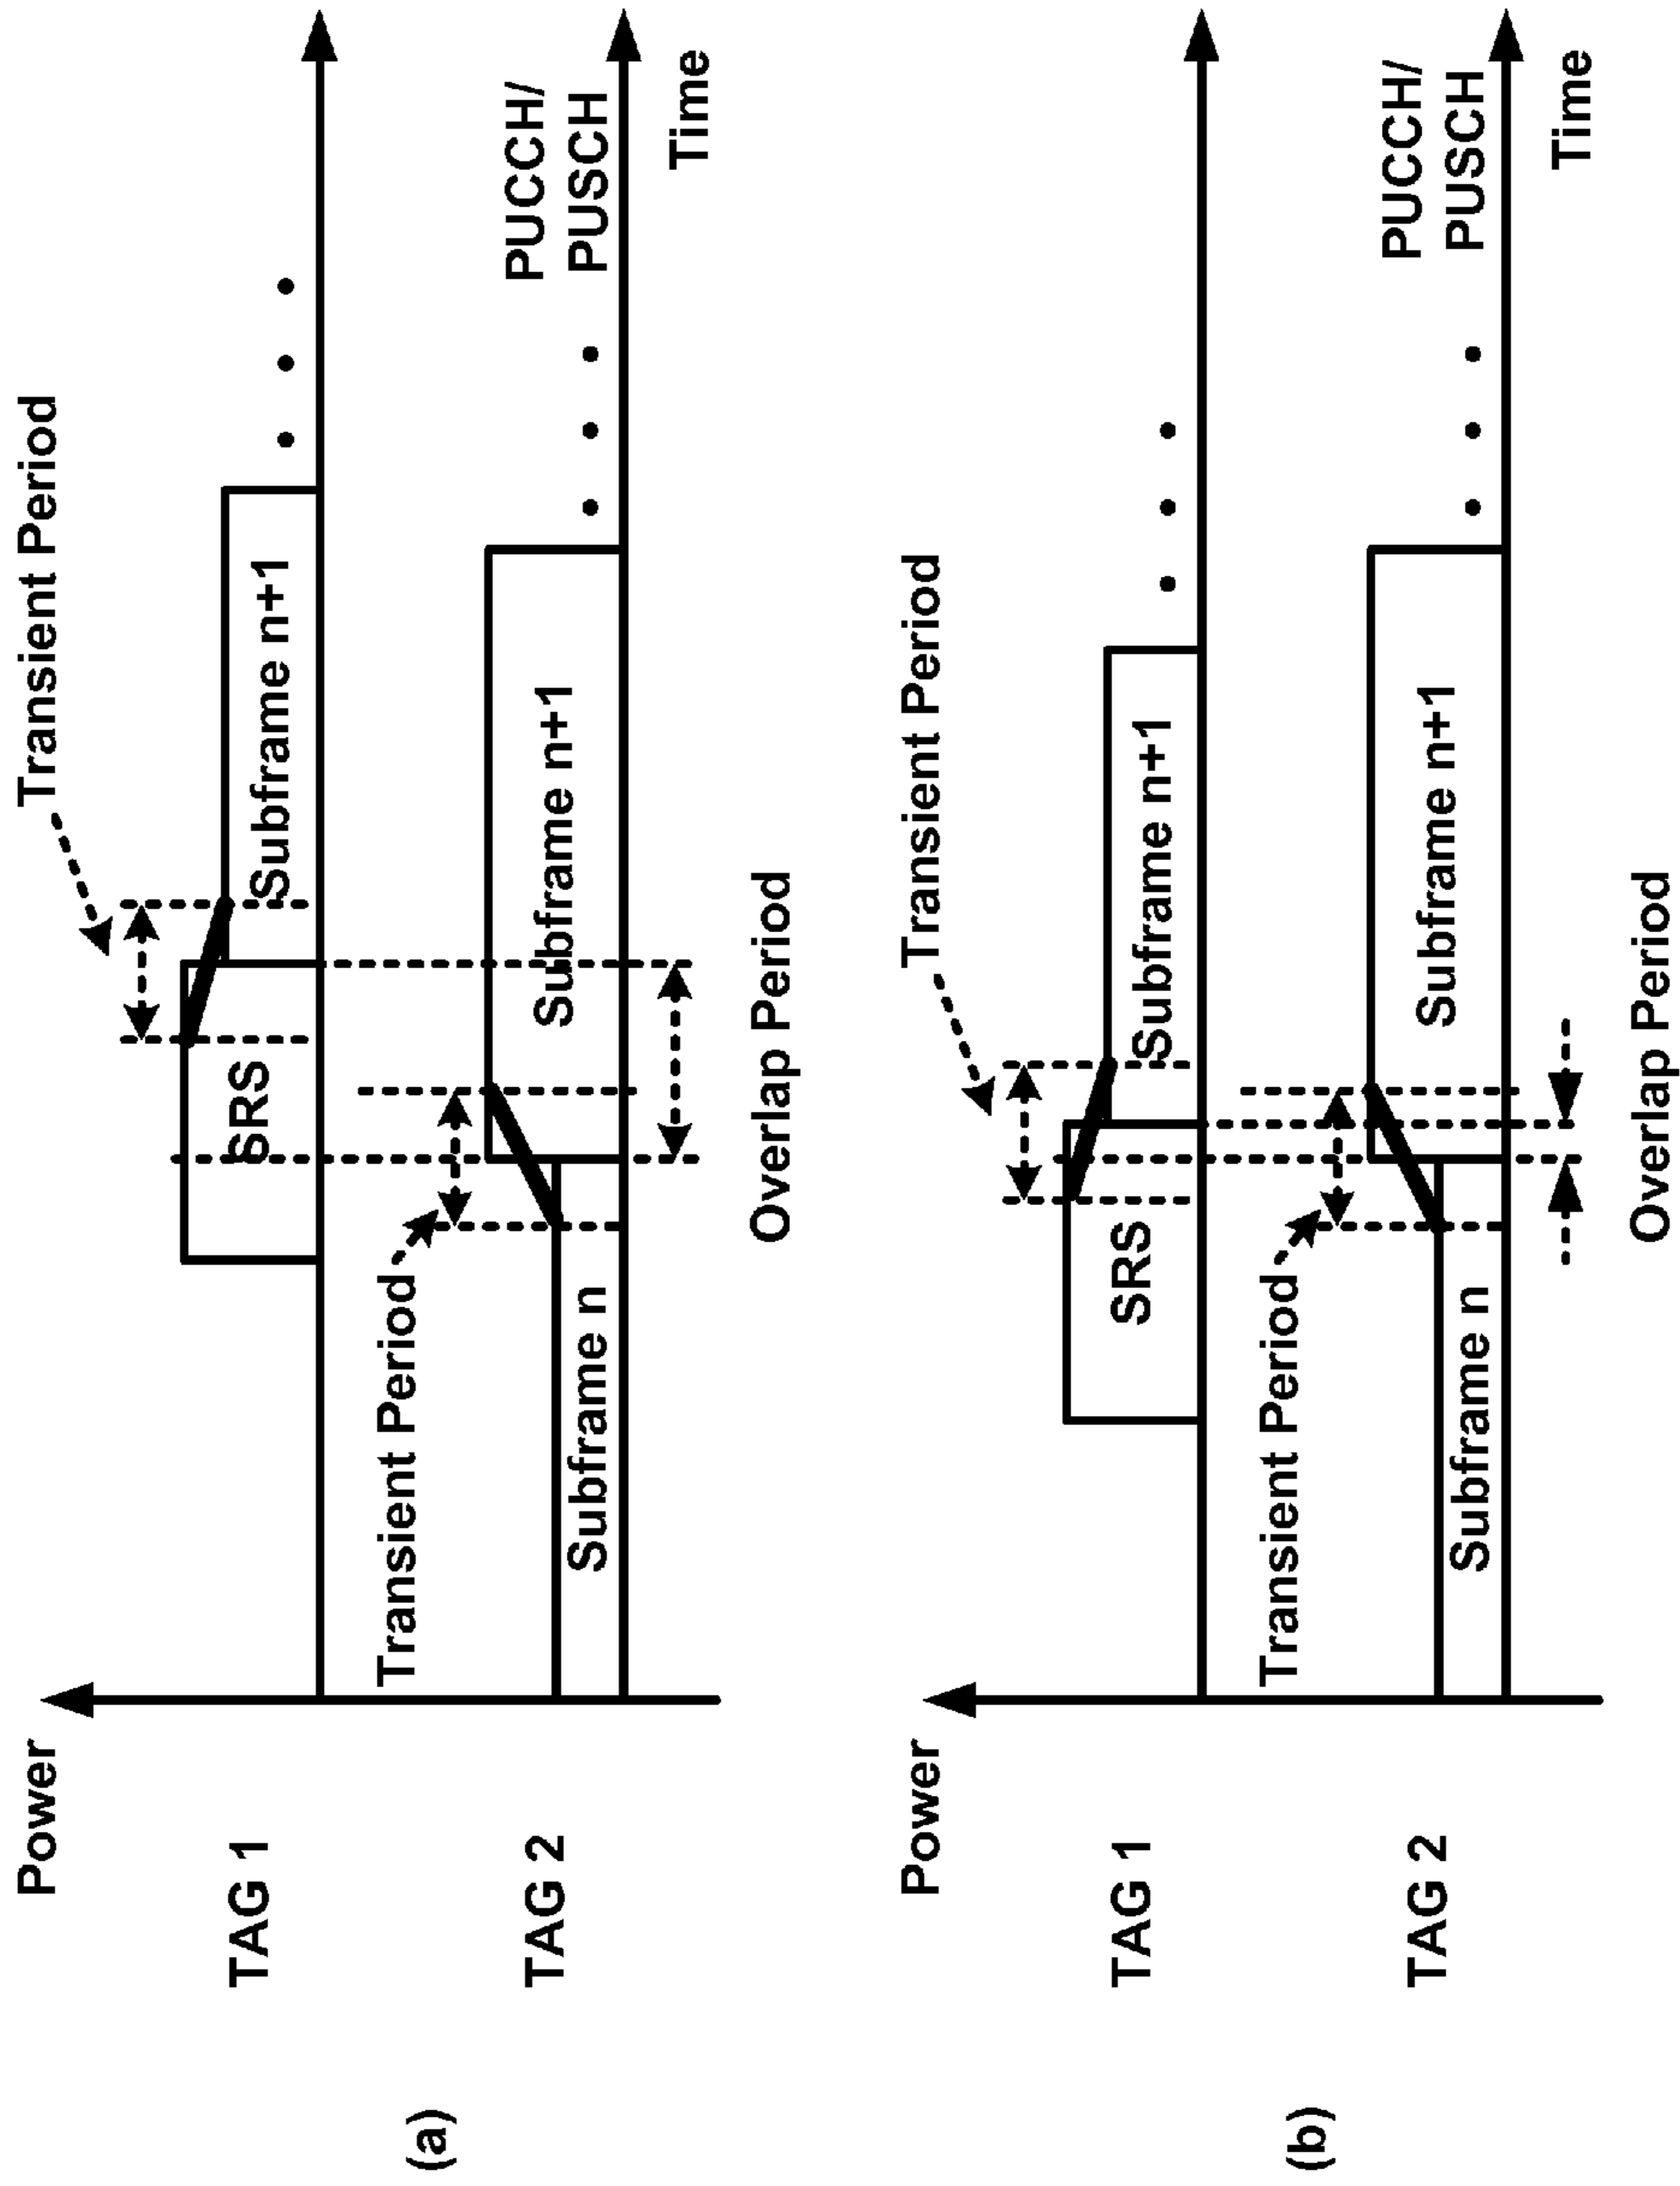 (a)
Power
Transient Period
TAG 1
SRS
Subframe n+1
Transient Period
PUCCH/
PUSCH
TAG 2
Subframe n
Subframe n+1
Time
Overlap Period
(b)
Power
Transient Period
TAG 1
SRS
Subframe n+1
Transient Period
PUCCH/
PUSCH
TAG 2
Subframe n
Subframe n+1
Time
Overlap Period